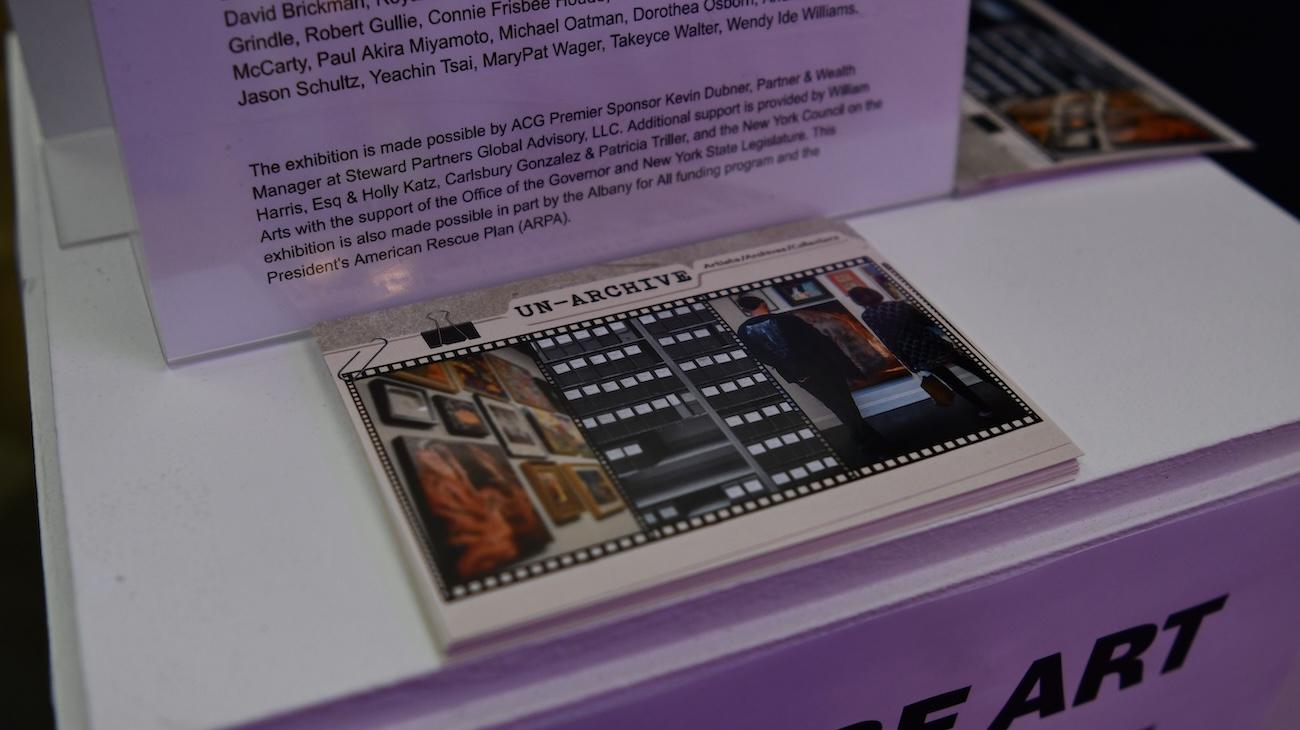 David Brickman,
Grindle, Robert Gullie, Connie Frisbee Houde,
McCarty, Paul Akira Miyamoto, Michael Oatman, Dorothea Osborn,
Jason Schultz, Yeachin Tsai, MaryPat Wager, Takeyce Walter, Wendy Ide Williams.
The exhibition is made possible by ACG Premier Sponsor Kevin Dubner, Partner & Wealth
Manager at Steward Partners Global Advisory, LLC. Additional support is provided by William
Harris, Esq & Holly Katz, Carlsbury Gonzalez & Patricia Triller, and the New York Council on the
Arts with the support of the Office of the Governor and New York State Legislature. This
exhibition is also made possible in part by the Albany for All funding program and the
President's American Rescue Plan (ARPA).
UN-ARCHIVE Artists/Archives/Collectors
ART